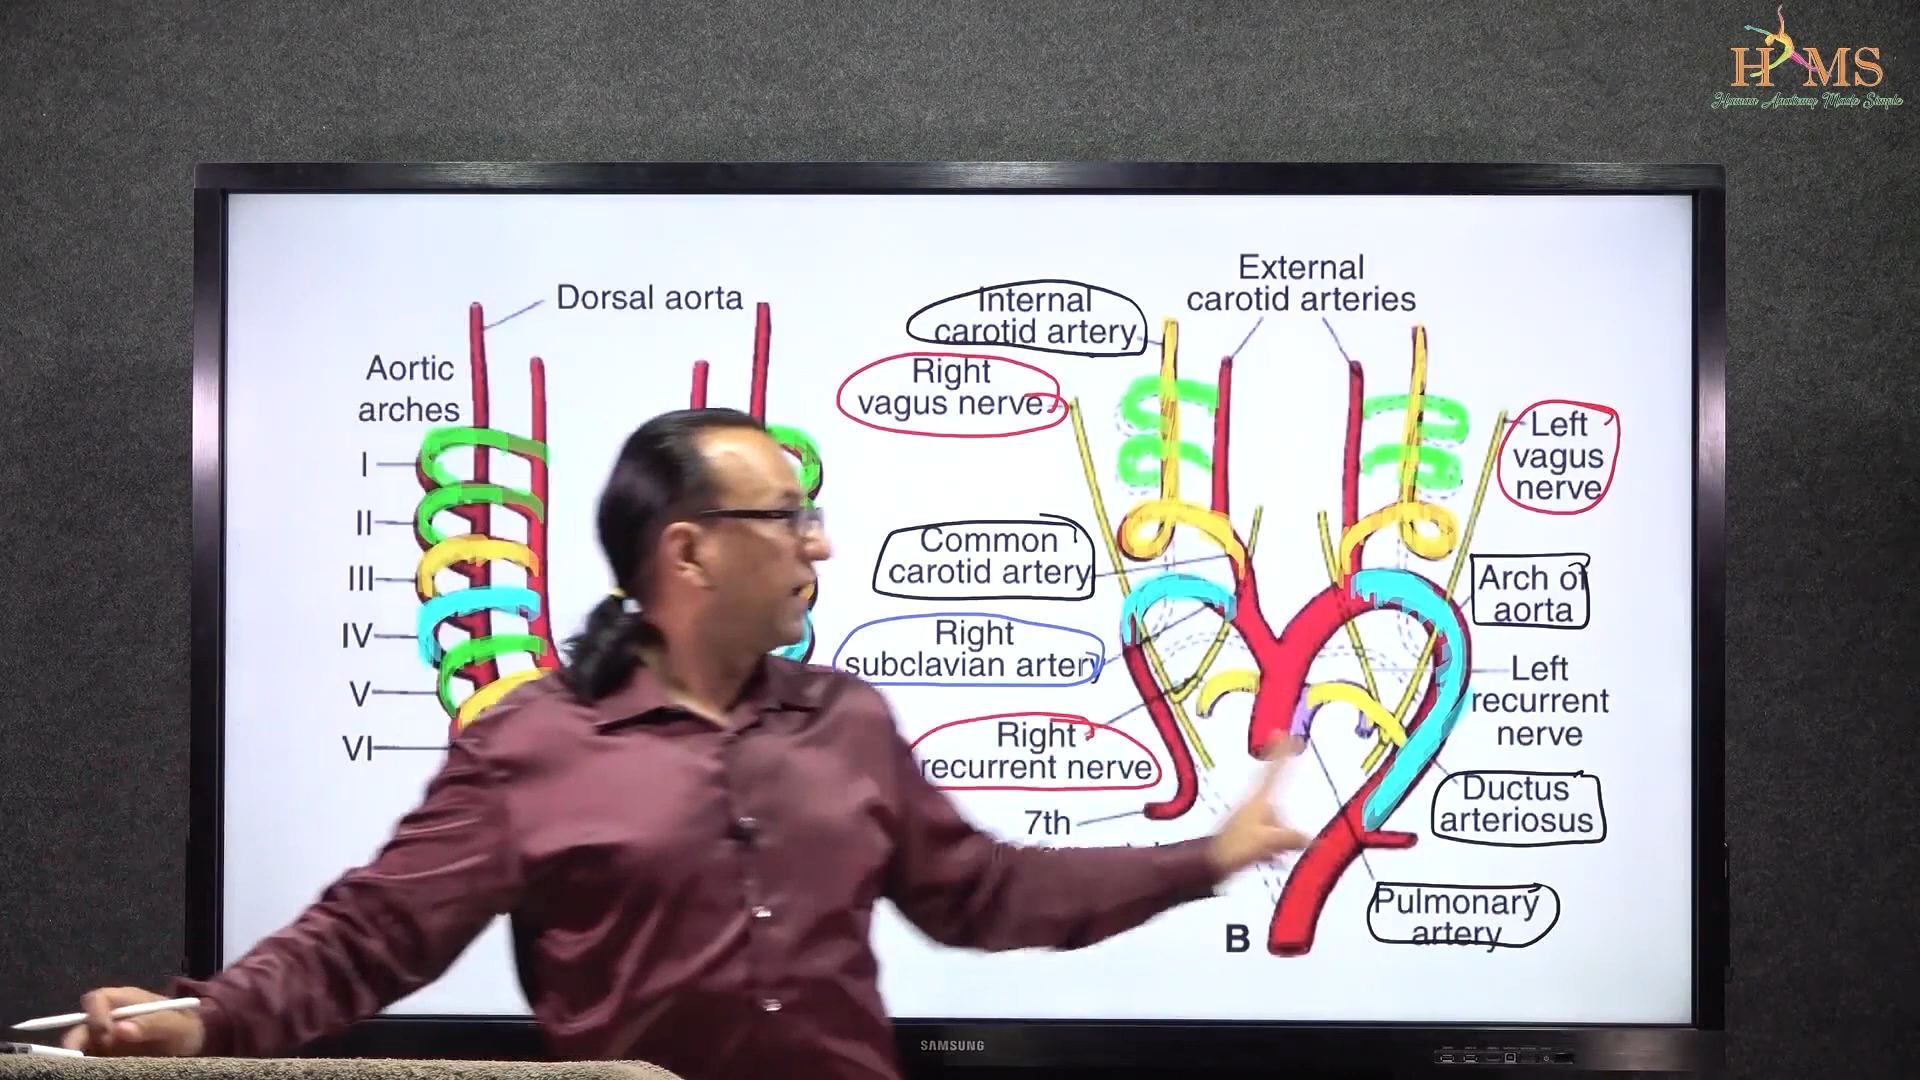 HAMS
Human Anatomy Made Simple
Dorsal aorta
Aortic
arches
I
II
III
IV
V
VI
Internal
carotid artery
External
carotid arteries
Right
vagus nerve
Left
vagus
nerve
Common
carotid artery
Arch of
aorta
Right
subclavian artery
Left
recurrent
nerve
Right
recurrent nerve
Ductus
arteriosus
7th
Pulmonary
artery
B
SAMSUNG